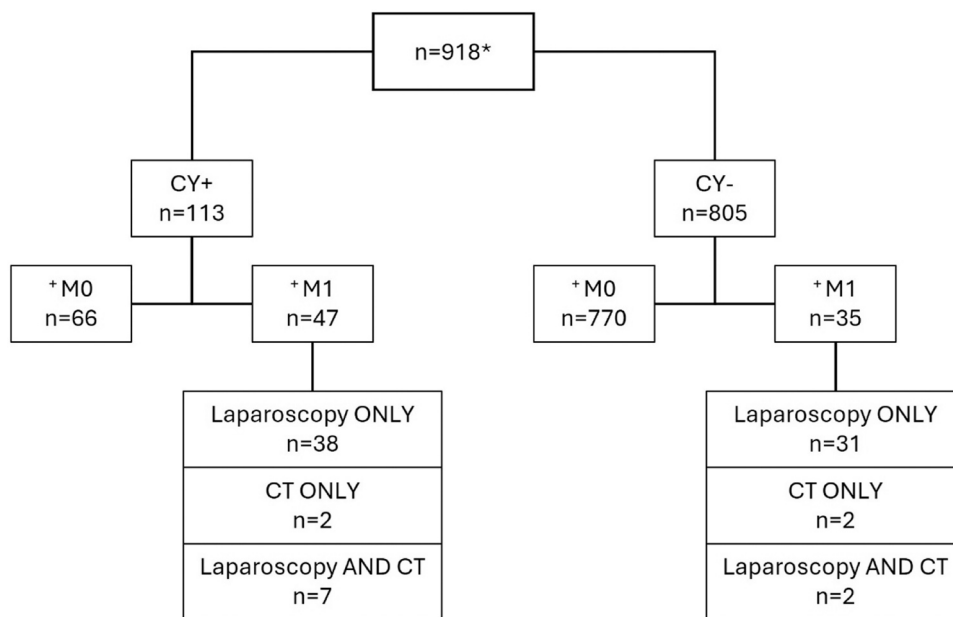 n=918*
CY+
n=113
CY-
n=805
+ M0
n=66
+ M1
n=47
+ M0
n=770
+ M1
n=35
Laparoscopy ONLY
n=38
CT ONLY
n=2
Laparoscopy AND CT
n=7
Laparoscopy ONLY
n=31
CT ONLY
n=2
Laparoscopy AND CT
n=2